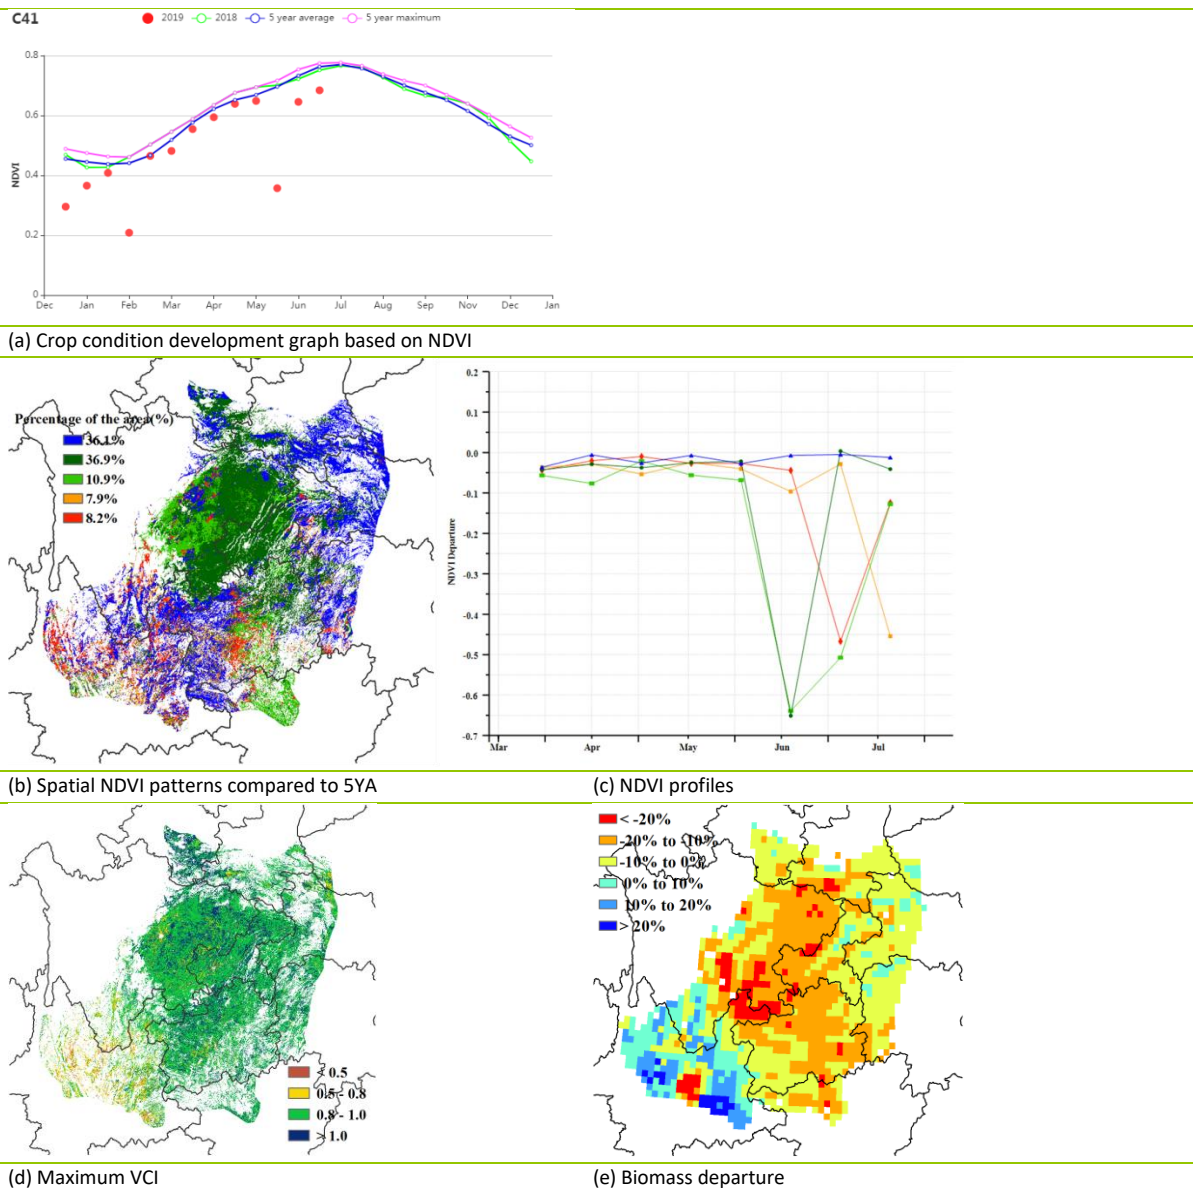 C41
2019 2018 5 year average 5 year maximum
0.8
0.6
0.4
0.2
0
NDVI
Dec Jan Feb Mar Apr May Jun Jul Aug Sep Nov Dec Jan
(a) Crop condition development graph based on NDVI
Percentage of the area(%)
36.1%
36.9%
10.9%
7.9%
8.2%
0.2
0.1
0.0
-0.1
-0.2
-0.3
-0.4
-0.5
-0.6
-0.7
NDVI Departure
Mar Apr May Jun Jul
(b) Spatial NDVI patterns compared to 5YA (c) NDVI profiles
< 0.5
0.5 - 0.8
0.8 - 1.0
> 1.0
< -20%
-20% to -10%
-10% to 0%
0% to 10%
10% to 20%
> 20%
(d) Maximum VCI (e) Biomass departure